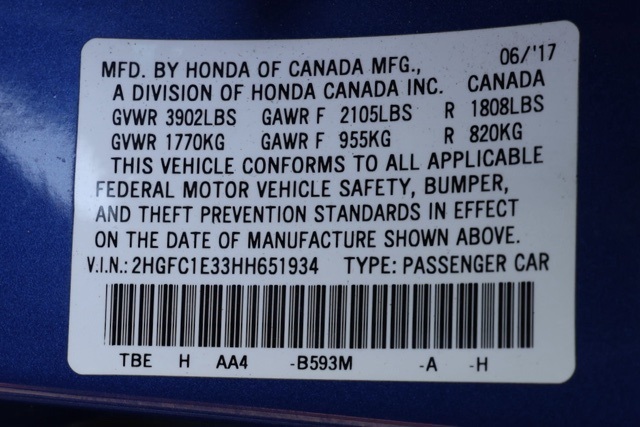 06/'17
MFD. BY HONDA OF CANADA MFG.,
A DIVISION OF HONDA CANADA INC. CANADA
GVWR 3902LBS GAWR F 2105LBS R 1808LBS
GVWR 1770KG GAWR F 955KG R 820KG
THIS VEHICLE CONFORMS TO ALL APPLICABLE
FEDERAL MOTOR VEHICLE SAFETY, BUMPER,
AND THEFT PREVENTION STANDARDS IN EFFECT
ON THE DATE OF MANUFACTURE SHOWN ABOVE.
V.I.N.: 2HGFC1E33HH651934 TYPE: PASSENGER CAR
TBE H AA4 -B593M -A -H